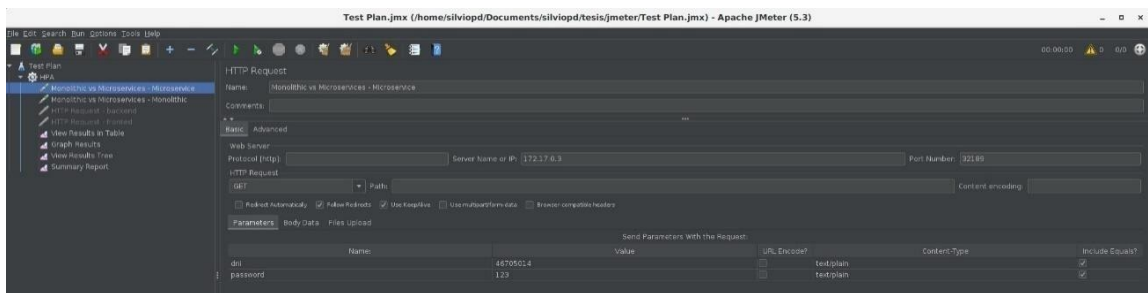 Test Plan.jmx (/home/silviopd/Documents/silviopd/tesis/jmeter/Test Plan.jmx) - Apache JMeter (5.3)
File Edit Search Run Options Tools Help
00:00:00 0 0/0
Test Plan
HPA
Monolithic vs Microservices - Microservice
Monolithic vs Microservices - Monolithic
HTTP Request - backend
HTTP Request - frontend
View Results in Table
Graph Results
View Results Tree
Summary Report
HTTP Request
Name: Monolithic vs Microservices - Microservice
Comments:
Basic Advanced
Web Server
Protocol [http]: Server Name or IP: 172.17.0.3 Port Number:
HTTP Request
GET Path: Content encoding:
Redirect Automatically Follow Redirects Use KeepAlive Use multipart/form-data Browser-compatible headers
Parameters Body Data Files Upload
Send Parameters With the Request:
Name: Value URL Encode? Content-Type Include Equals?
dni 46705014 text/plain
password 123 text/plain